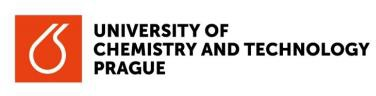 UNIVERSITY OF
CHEMISTRY AND TECHNOLOGY
PRAGUE